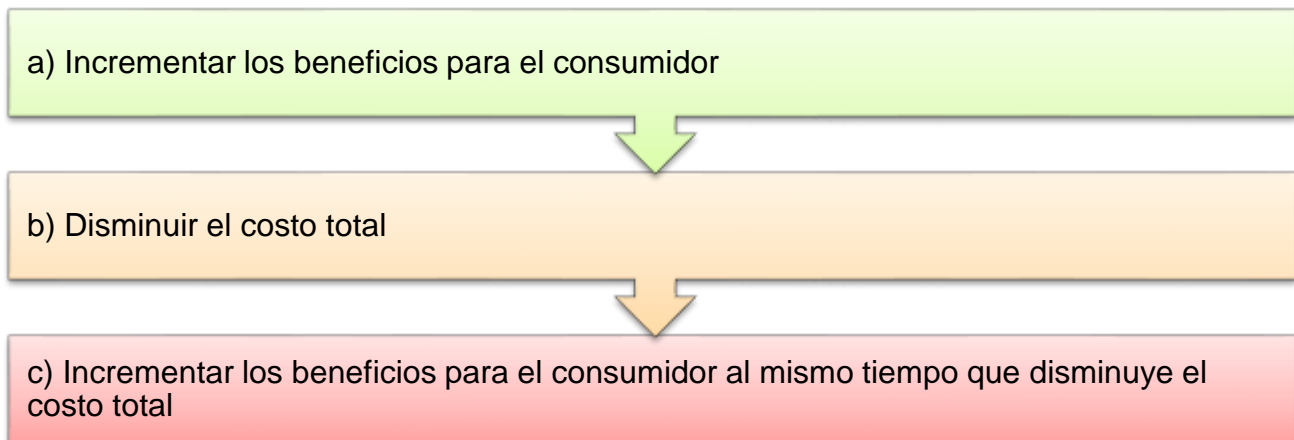 a) Incrementar los beneficios para el consumidor
b) Disminuir el costo total
c) Incrementar los beneficios para el consumidor al mismo tiempo que disminuye el
costo total